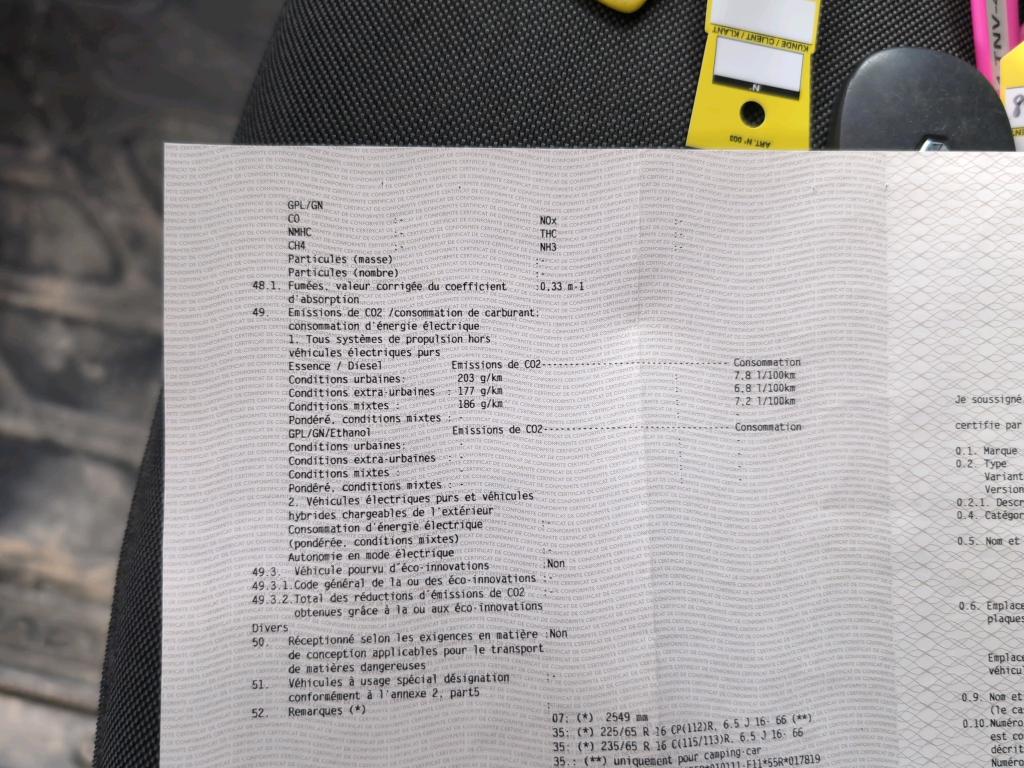 KUNDE / CLIENT / KLANT
N°
ART. N° 003
GPL/GN
CO :- NOx :-
NMHC :- THC :-
CH4 :- NH3 :-
Particules (masse) :-
Particules (nombre) :-
48.1. Fumées, valeur corrigée du coefficient :0,33 m-1
d'absorption
49. Emissions de CO2 /consommation de carburant:
consommation d'énergie électrique
1. Tous systèmes de propulsion hors
véhicules électriques purs
Essence / Diesel Emissions de CO2------------------------------ Consommation
Conditions urbaines: 203 g/km : 7,8 l/100km
Conditions extra-urbaines : 177 g/km : 6,8 l/100km
Conditions mixtes : 186 g/km : 7,2 l/100km
Pondéré, conditions mixtes : - : -
GPL/GN/Ethanol Emissions de CO2------------------------------ Consommation
Conditions urbaines: - : -
Conditions extra-urbaines : - : -
Conditions mixtes : - : -
Pondéré, conditions mixtes : - : -
2. Véhicules électriques purs et véhicules
hybrides chargeables de l'extérieur
Consommation d'énergie électrique :-
(pondérée, conditions mixtes)
Autonomie en mode électrique :-
49.3. Véhicule pourvu d'éco-innovations :Non
49.3.1.Code général de la ou des éco-innovations :-
49.3.2.Total des réductions d'émissions de CO2 :-
obtenues grâce à la ou aux éco-innovations
Divers
50. Réceptionné selon les exigences en matière :Non
de conception applicables pour le transport
de matières dangereuses
51. Véhicules à usage spécial désignation :-
conformément à l'annexe 2, part5
52. Remarques (*) :
07: (*) 2549 mm
35: (*) 225/65 R 16 CP(112)R, 6.5 J 16- 66 (**)
35: (*) 235/65 R 16 C(115/113)R, 6.5 J 16- 66
35.: (**) uniquement pour camping-car
Je soussigné,
certifie par
0.1. Marque
0.2. Type
Variant
Version
0.2.1. Descr
0.4. Catégor
0.5. Nom et
0.6. Emplace
plaques
Emplace
véhicu
0.9. Nom et
(le ca
0.10.Numéro
est co
décrit
Numéro